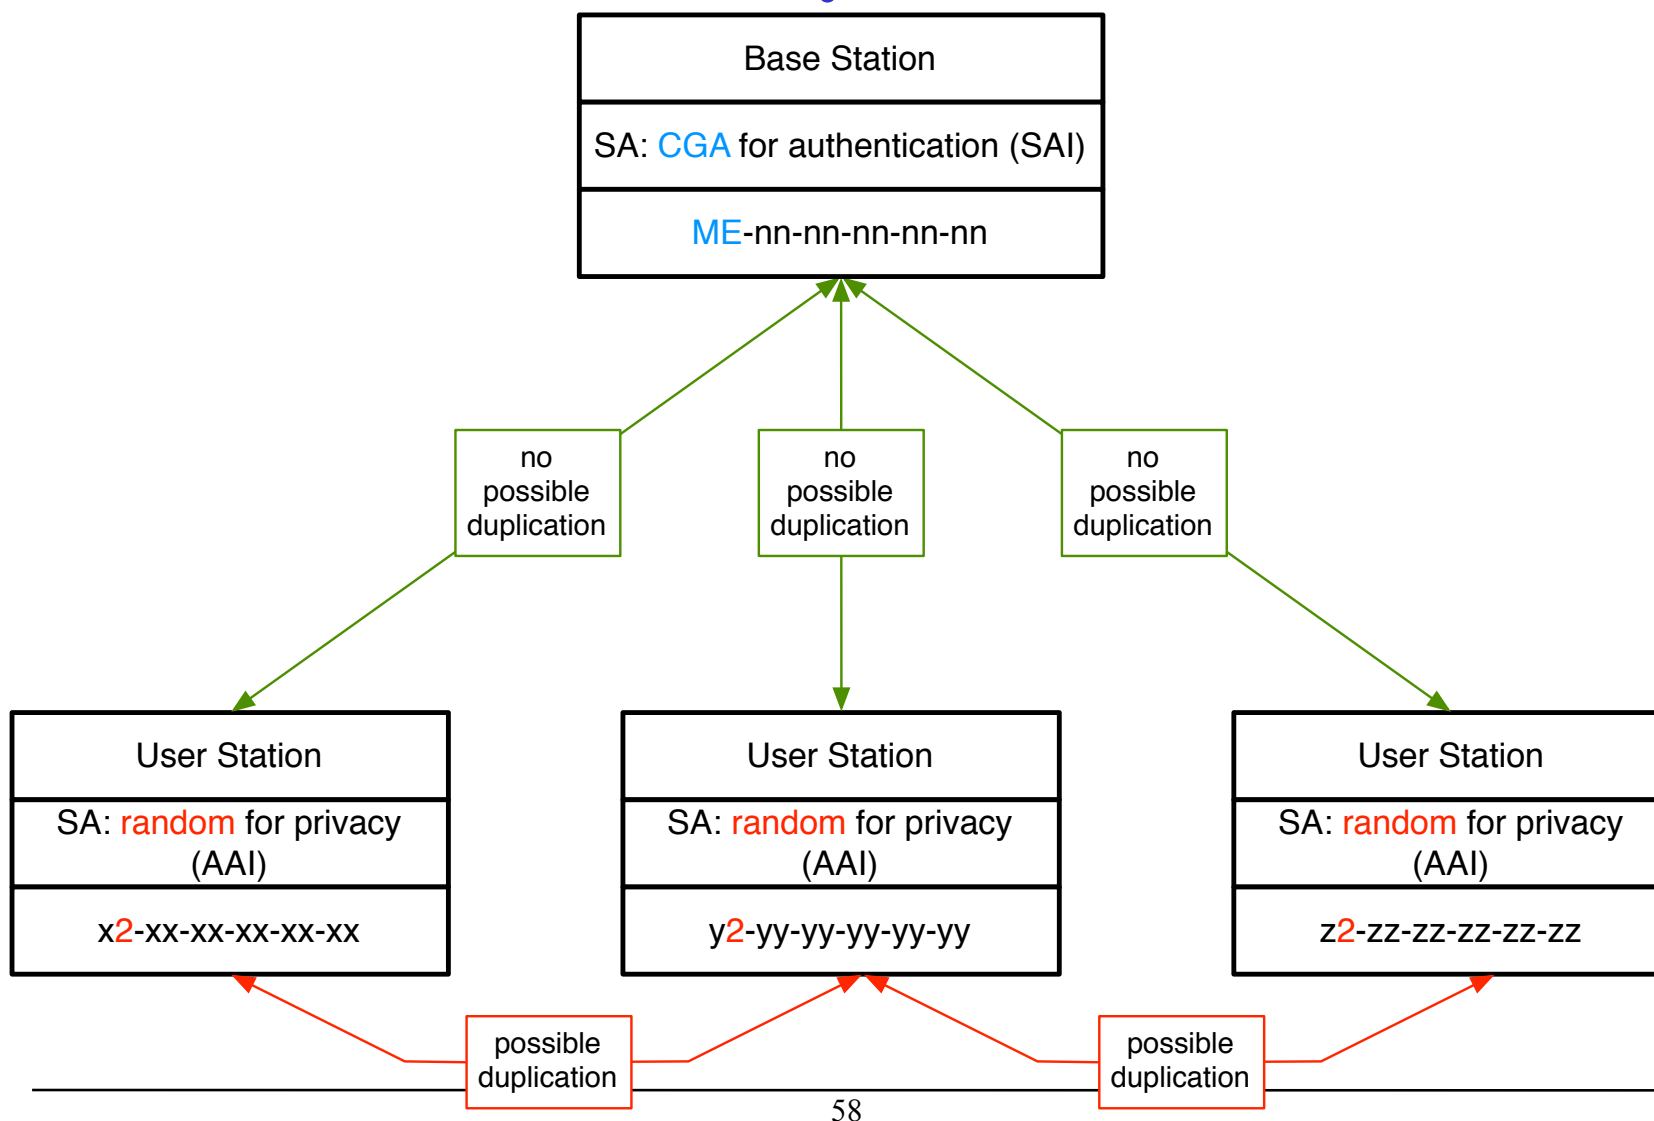 Base Station
SA: CGA for authentication (SAI)
ME-nn-nn-nn-nn-nn
no
possible
duplication
no
possible
duplication
no
possible
duplication
User Station
SA: random for privacy
(AAI)
x2-xx-xx-xx-xx-xx
User Station
SA: random for privacy
(AAI)
y2-yy-yy-yy-yy-yy
User Station
SA: random for privacy
(AAI)
z2-zz-zz-zz-zz-zz
possible
duplication
possible
duplication
58